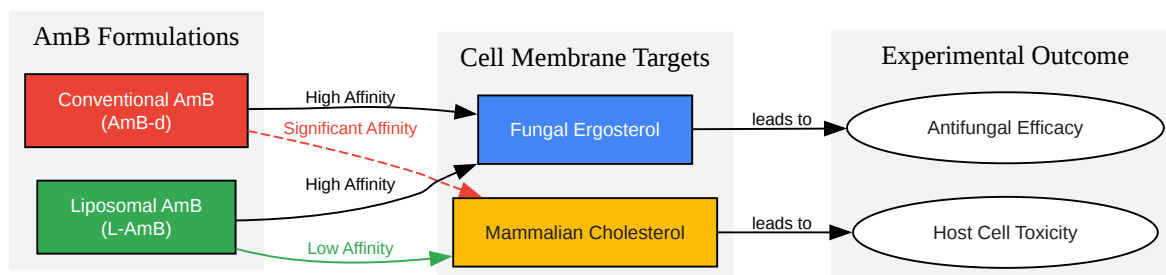 AmB Formulations
Conventional AmB
(AmB-d)
Liposomal AmB
(L-AmB)
High Affinity
Significant Affinity
High Affinity
Low Affinity
Cell Membrane Targets
Fungal Ergosterol
Mammalian Cholesterol
leads to
leads to
Experimental Outcome
Antifungal Efficacy
Host Cell Toxicity